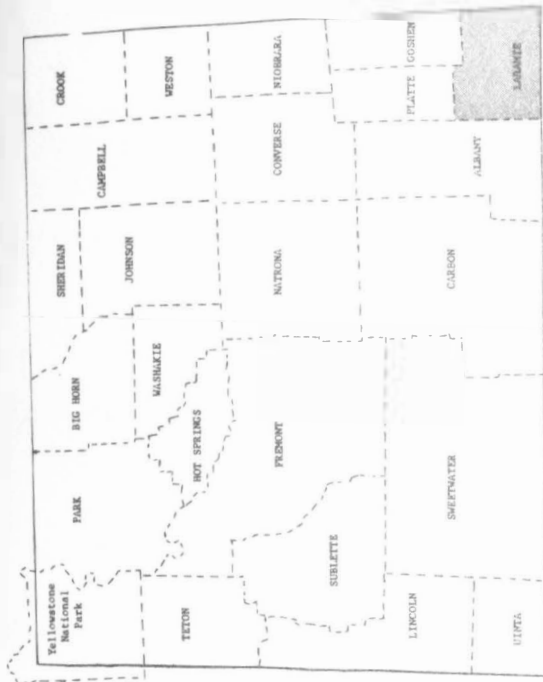 Yellowstone
National
Park
PARK
BIG HORN
SHERIDAN
CAMPBELL
CROOK
JOHNSON
WESTON
WASHAKIE
TETON
HOT SPRINGS
FREMONT
NATRONA
CONVERSE
NIOBRARA
SUBLETTE
PLATTE
GOSHEN
LINCOLN
SWEETWATER
CARBON
ALBANY
LARAMIE
UINTA